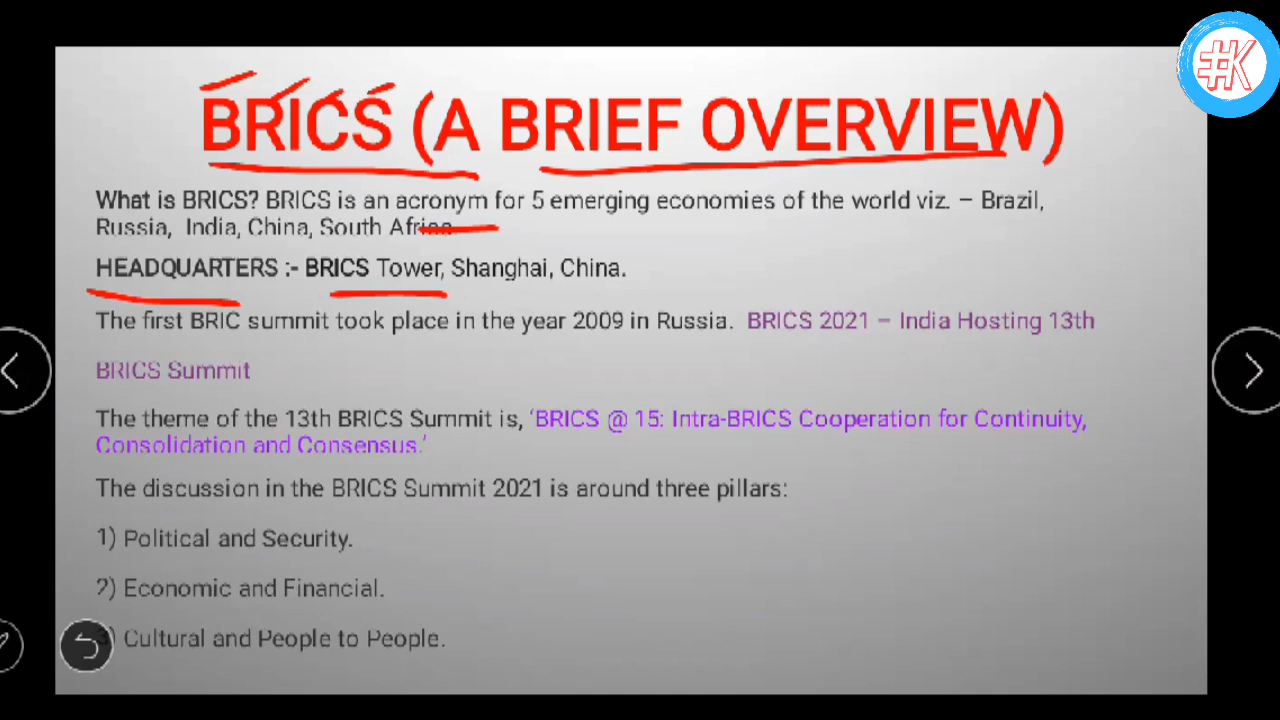 #K
BRICS (A BRIEF OVERVIEW)
What is BRICS? BRICS is an acronym for 5 emerging economies of the world viz. – Brazil,
Russia, India, China, South Africa.
HEADQUARTERS :- BRICS Tower, Shanghai, China.
The first BRIC summit took place in the year 2009 in Russia. BRICS 2021 – India Hosting 13th
BRICS Summit
The theme of the 13th BRICS Summit is, ‘BRICS @ 15: Intra-BRICS Cooperation for Continuity,
Consolidation and Consensus.’
The discussion in the BRICS Summit 2021 is around three pillars:
1) Political and Security.
2) Economic and Financial.
3) Cultural and People to People.